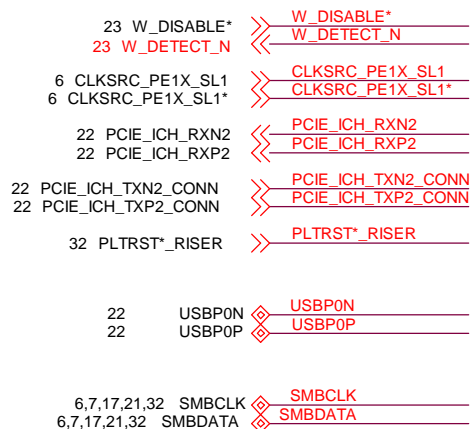 23 W_DISABLE* W_DISABLE*
23 W_DETECT_N W_DETECT_N
6 CLKSRC_PE1X_SL1 CLKSRC_PE1X_SL1
6 CLKSRC_PE1X_SL1* CLKSRC_PE1X_SL1*
22 PCIE_ICH_RXN2 PCIE_ICH_RXN2
22 PCIE_ICH_RXP2 PCIE_ICH_RXP2
22 PCIE_ICH_TXN2_CONN PCIE_ICH_TXN2_CONN
22 PCIE_ICH_TXP2_CONN PCIE_ICH_TXP2_CONN
32 PLTRST*_RISER PLTRST*_RISER
22 USBP0N USBP0N
22 USBP0P USBP0P
6,7,17,21,32 SMBCLK SMBCLK
6,7,17,21,32 SMBDATA SMBDATA